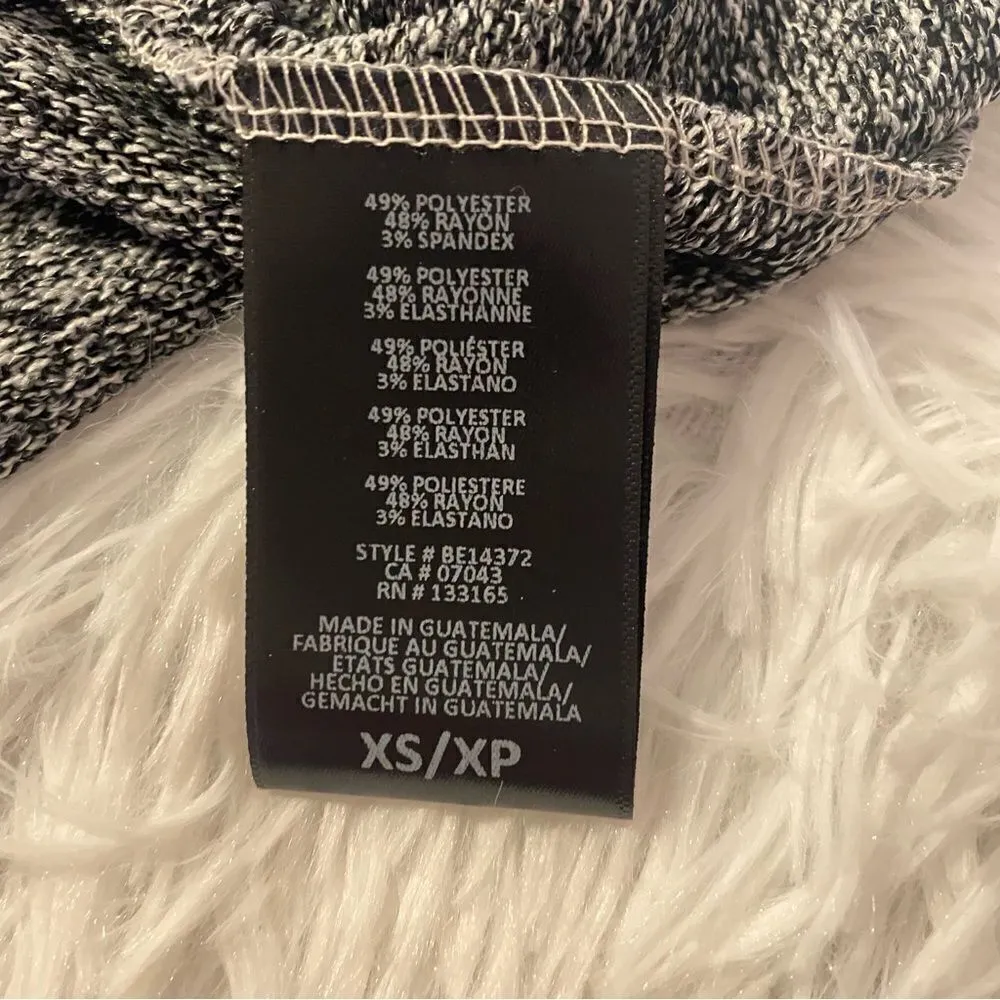 49% POLYESTER
48% RAYON
3% SPANDEX
49% POLYESTER
48% RAYONNE
3% ELASTHANNE
49% POLIÉSTER
48% RAYON
3% ELASTANO
49% POLYESTER
48% RAYON
3% ELASTHAN
49% POLIESTERE
48% RAYON
3% ELASTANO
STYLE # BE14372
CA # 07043
RN # 133165
MADE IN GUATEMALA/
FABRIQUE AU GUATEMALA/
ETATS GUATEMALA/
HECHO EN GUATEMALA/
GEMACHT IN GUATEMALA
XS/XP